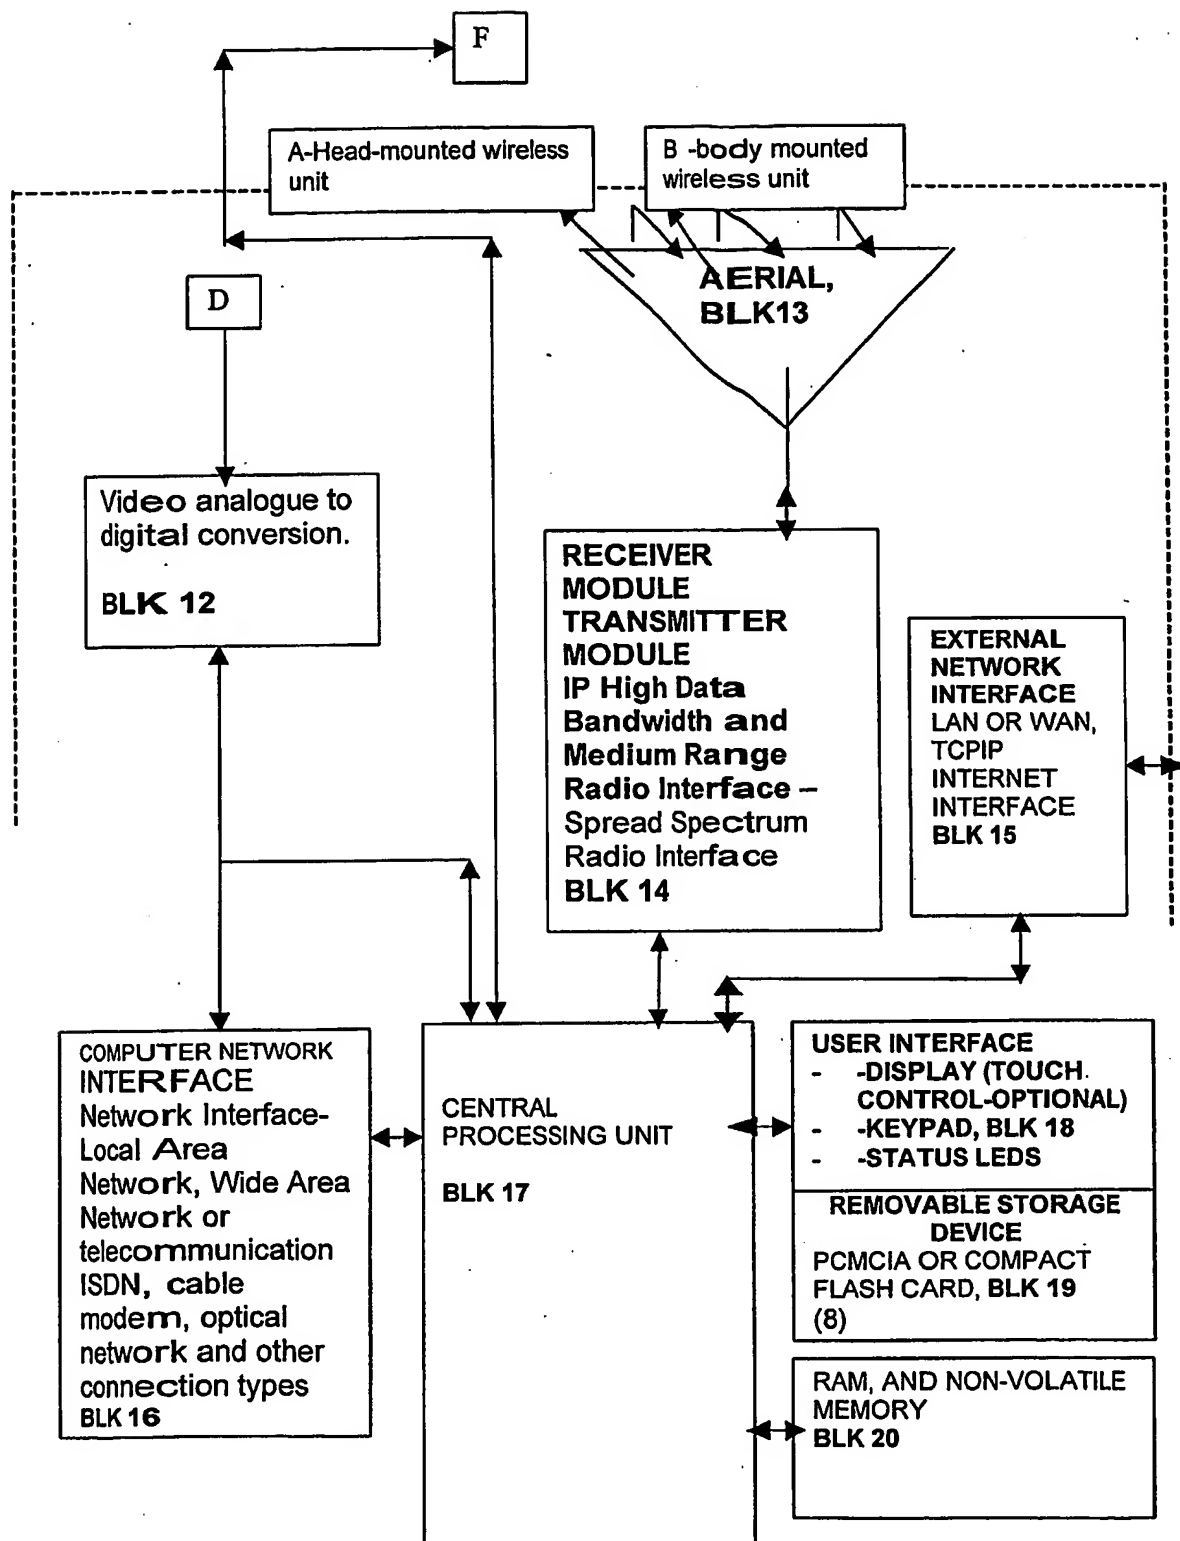 F
A-Head-mounted wireless
unit
B -body mounted
wireless unit
D
AERIAL,
BLK13
Video analogue to
digital conversion.
BLK 12
RECEIVER
MODULE
TRANSMITTER
MODULE
IP High Data
Bandwidth and
Medium Range
Radio Interface –
Spread Spectrum
Radio Interface
BLK 14
EXTERNAL
NETWORK
INTERFACE
LAN OR WAN,
TCPIP
INTERNET
INTERFACE
BLK 15
COMPUTER NETWORK
INTERFACE
Network Interface-
Local Area
Network, Wide Area
Network or
telecommunication
ISDN, cable
modem, optical
network and other
connection types
BLK 16
CENTRAL
PROCESSING UNIT
BLK 17
USER INTERFACE
- -DISPLAY (TOUCH
CONTROL-OPTIONAL)
- -KEYPAD, BLK 18
- -STATUS LEDS
REMOVABLE STORAGE
DEVICE
PCMCIA OR COMPACT
FLASH CARD, BLK 19
(8)
RAM, AND NON-VOLATILE
MEMORY
BLK 20